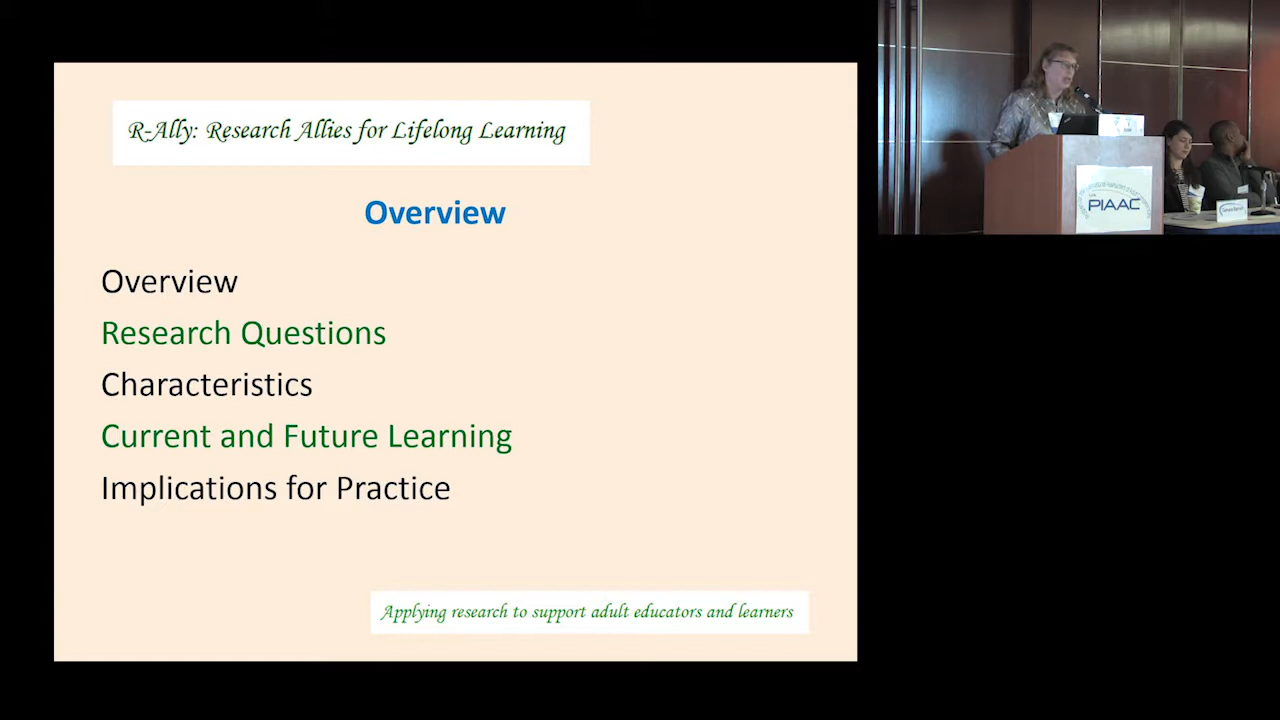 R-Ally: Research Allies for Lifelong Learning
Overview
Overview
Research Questions
Characteristics
Current and Future Learning
Implications for Practice
Applying research to support adult educators and learners
PIAAC